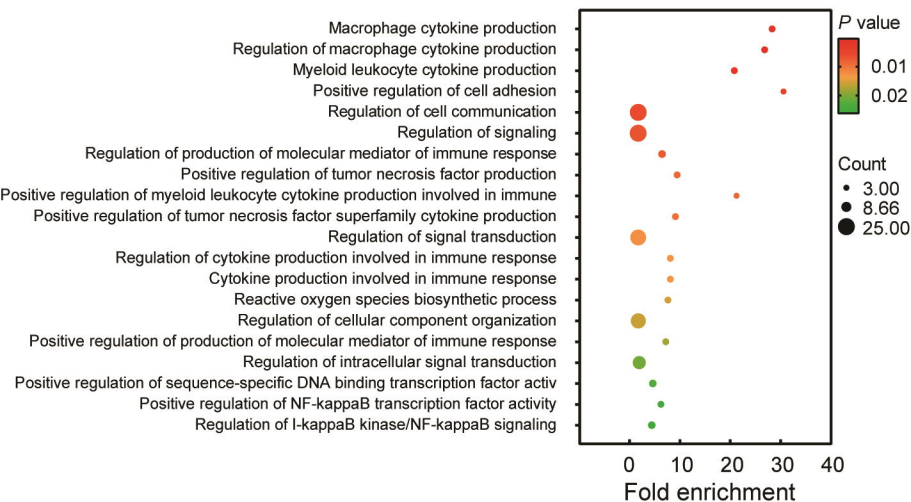 Macrophage cytokine production
Regulation of macrophage cytokine production
Myeloid leukocyte cytokine production
Positive regulation of cell adhesion
Regulation of cell communication
Regulation of signaling
Regulation of production of molecular mediator of immune response
Positive regulation of tumor necrosis factor production
Positive regulation of myeloid leukocyte cytokine production involved in immune
Positive regulation of tumor necrosis factor superfamily cytokine production
Regulation of signal transduction
Regulation of cytokine production involved in immune response
Cytokine production involved in immune response
Reactive oxygen species biosynthetic process
Regulation of cellular component organization
Positive regulation of production of molecular mediator of immune response
Regulation of intracellular signal transduction
Positive regulation of sequence-specific DNA binding transcription factor activ
Positive regulation of NF-kappaB transcription factor activity
Regulation of I-kappaB kinase/NF-kappaB signaling
0 10 20 30 40
Fold enrichment
P value
0.01
0.02
Count
3.00
8.66
25.00